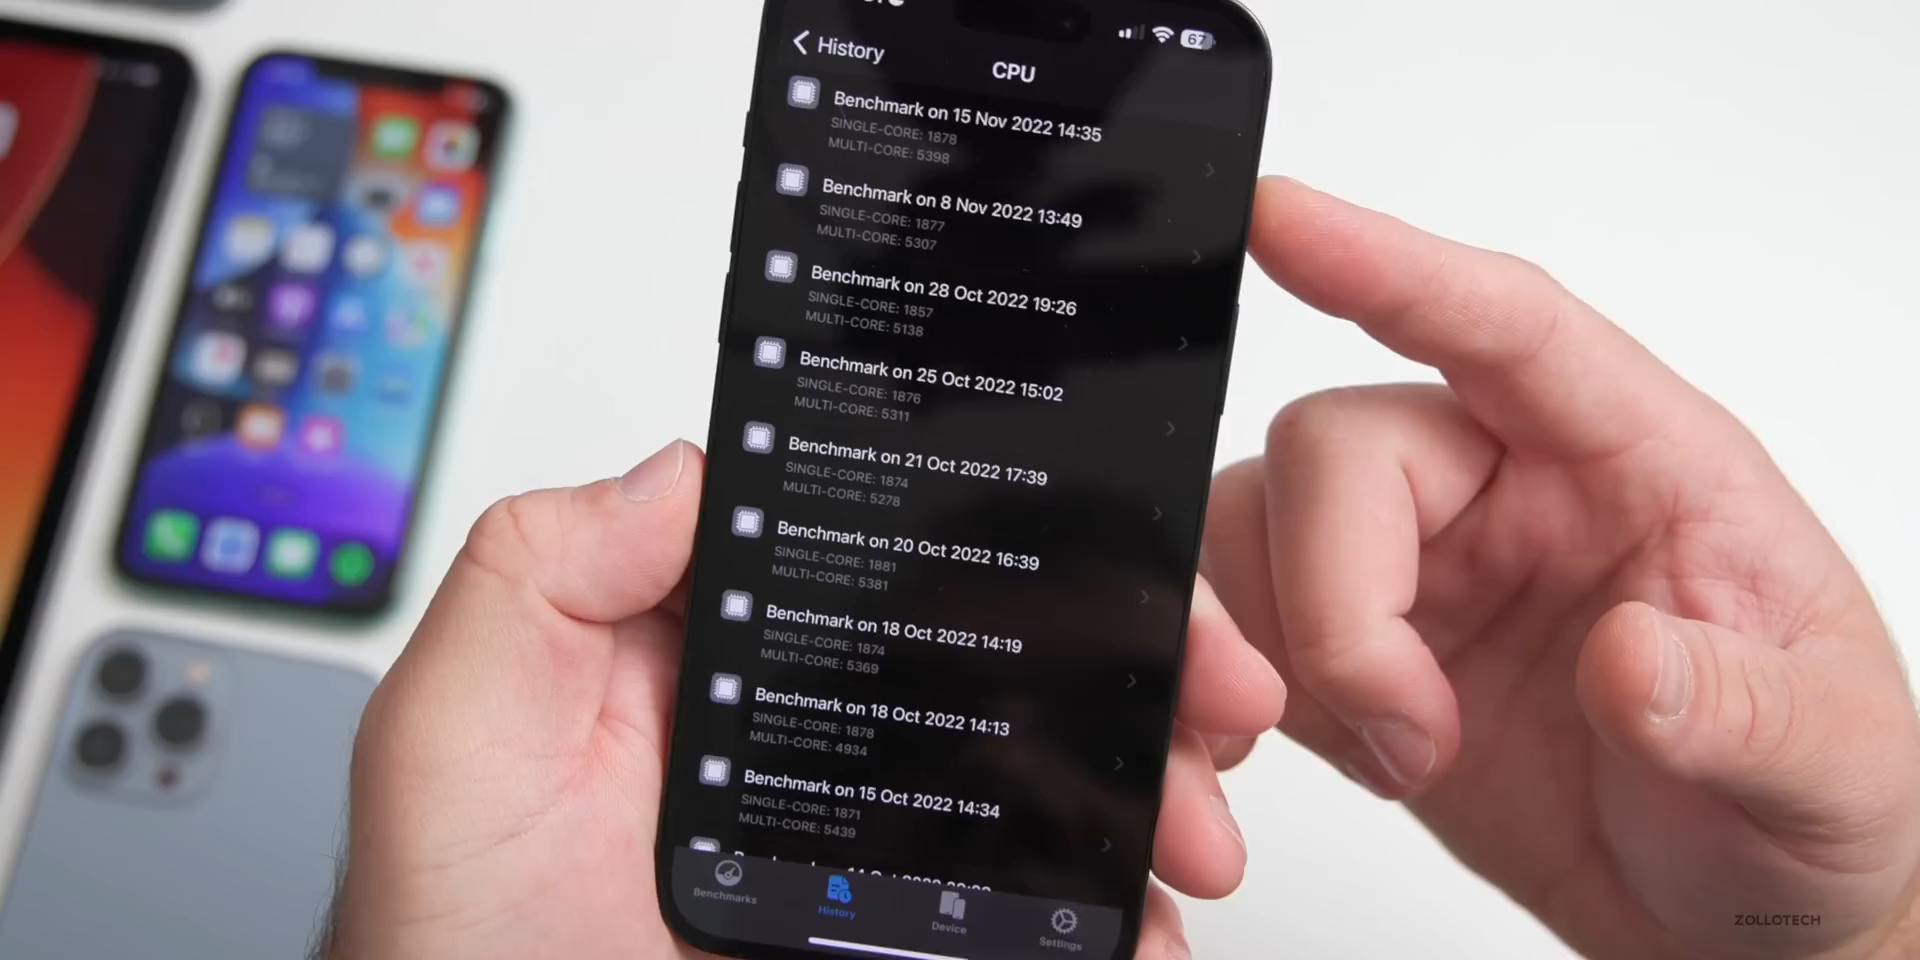 67
History
CPU
Benchmark on 15 Nov 2022 14:35
SINGLE-CORE: 1878
MULTI-CORE: 5398
Benchmark on 8 Nov 2022 13:49
SINGLE-CORE: 1877
MULTI-CORE: 5307
Benchmark on 28 Oct 2022 19:26
SINGLE-CORE: 1857
MULTI-CORE: 5138
Benchmark on 25 Oct 2022 15:02
SINGLE-CORE: 1876
MULTI-CORE: 5311
Benchmark on 21 Oct 2022 17:39
SINGLE-CORE: 1874
MULTI-CORE: 5278
Benchmark on 20 Oct 2022 16:39
SINGLE-CORE: 1881
MULTI-CORE: 5381
Benchmark on 18 Oct 2022 14:19
SINGLE-CORE: 1874
MULTI-CORE: 5369
Benchmark on 18 Oct 2022 14:13
SINGLE-CORE: 1878
MULTI-CORE: 4934
Benchmark on 15 Oct 2022 14:34
SINGLE-CORE: 1871
MULTI-CORE: 5439
Benchmarks
History
Device
Settings
ZOLLOTECH